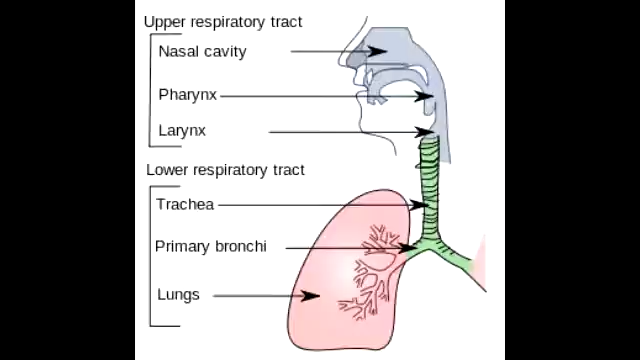 Upper respiratory tract
Nasal cavity
Pharynx
Larynx
Lower respiratory tract
Trachea
Primary bronchi
Lungs